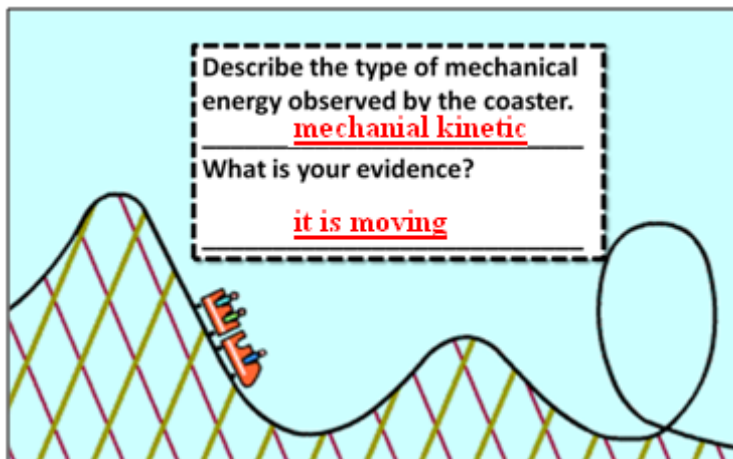 Describe the type of mechanical
energy observed by the coaster.
mechanial kinetic
What is your evidence?
it is moving